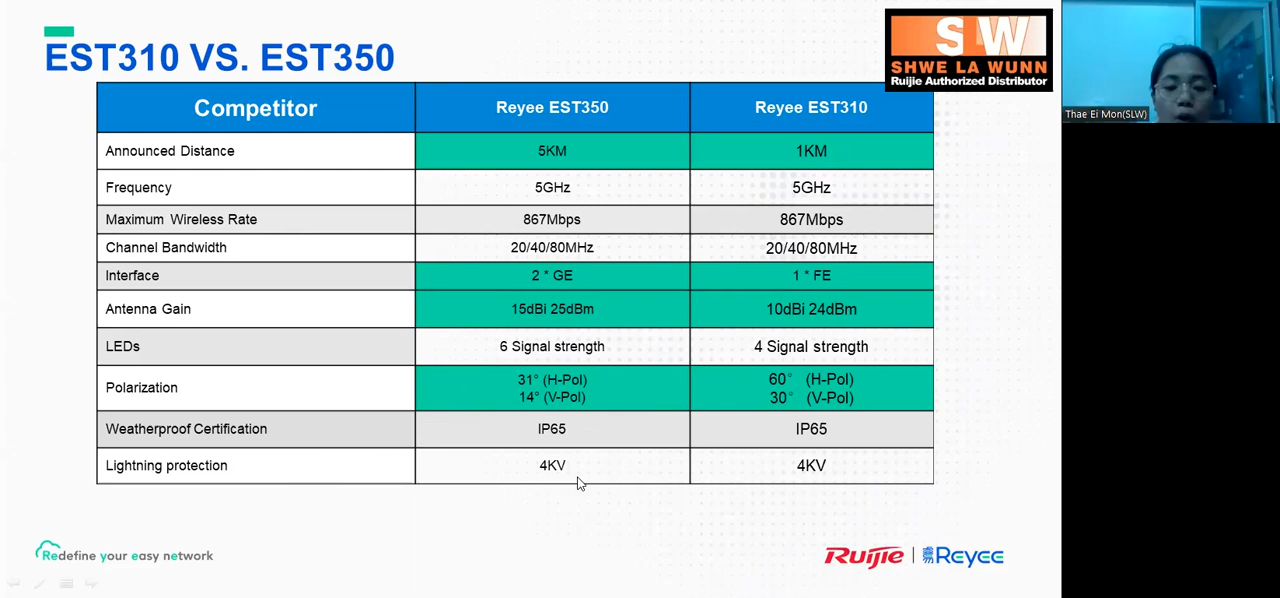 EST310 VS. EST350
SW
SHWE LA WUNN
Ruijie Authorized Distributor
Thae Ei Mon(SLW)
Competitor Reyee EST350 Reyee EST310
Announced Distance 5KM 1KM
Frequency 5GHz 5GHz
Maximum Wireless Rate 867Mbps 867Mbps
Channel Bandwidth 20/40/80MHz 20/40/80MHz
Interface 2 * GE 1 * FE
Antenna Gain 15dBi 25dBm 10dBi 24dBm
LEDs 6 Signal strength 4 Signal strength
Polarization 31° (H-Pol) 60° (H-Pol)
14° (V-Pol) 30° (V-Pol)
Weatherproof Certification IP65 IP65
Lightning protection 4KV 4KV
Redefine your easy network
Ruijie | 睿易 Reyee